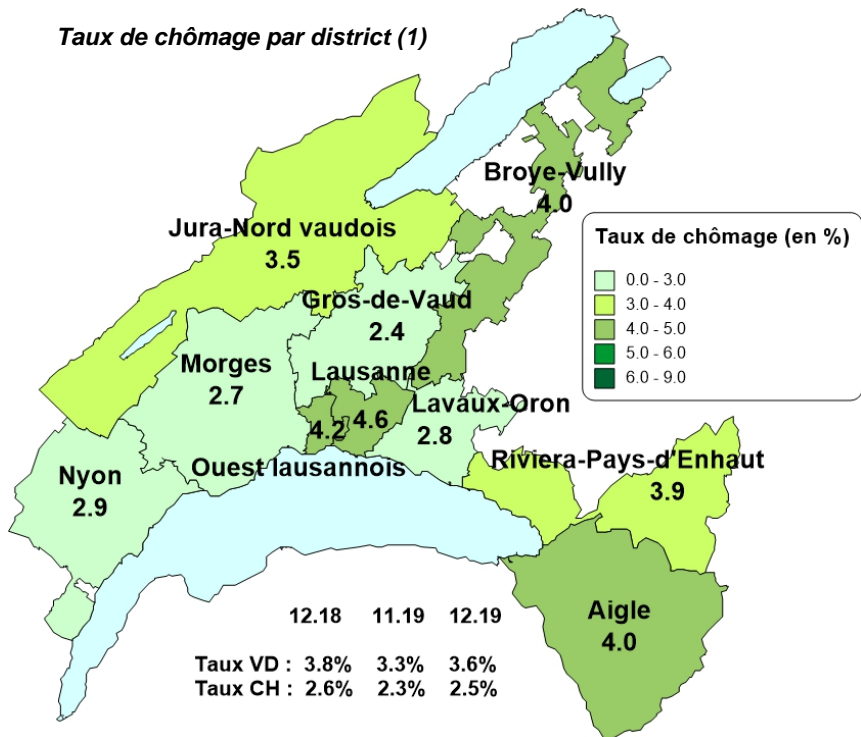 Taux de chômage par district (1)
Broye-Vully
4.0
Jura-Nord vaudois
3.5
Taux de chômage (en %)
0.0 - 3.0
3.0 - 4.0
4.0 - 5.0
5.0 - 6.0
6.0 - 9.0
Gros-de-Vaud
2.4
Morges
2.7
Lausanne
4.6
4.2
Lavaux-Oron
2.8
Ouest lausannois
Riviera-Pays-d'Enhaut
3.9
Nyon
2.9
Aigle
4.0
12.18 11.19 12.19
Taux VD : 3.8% 3.3% 3.6%
Taux CH : 2.6% 2.3% 2.5%